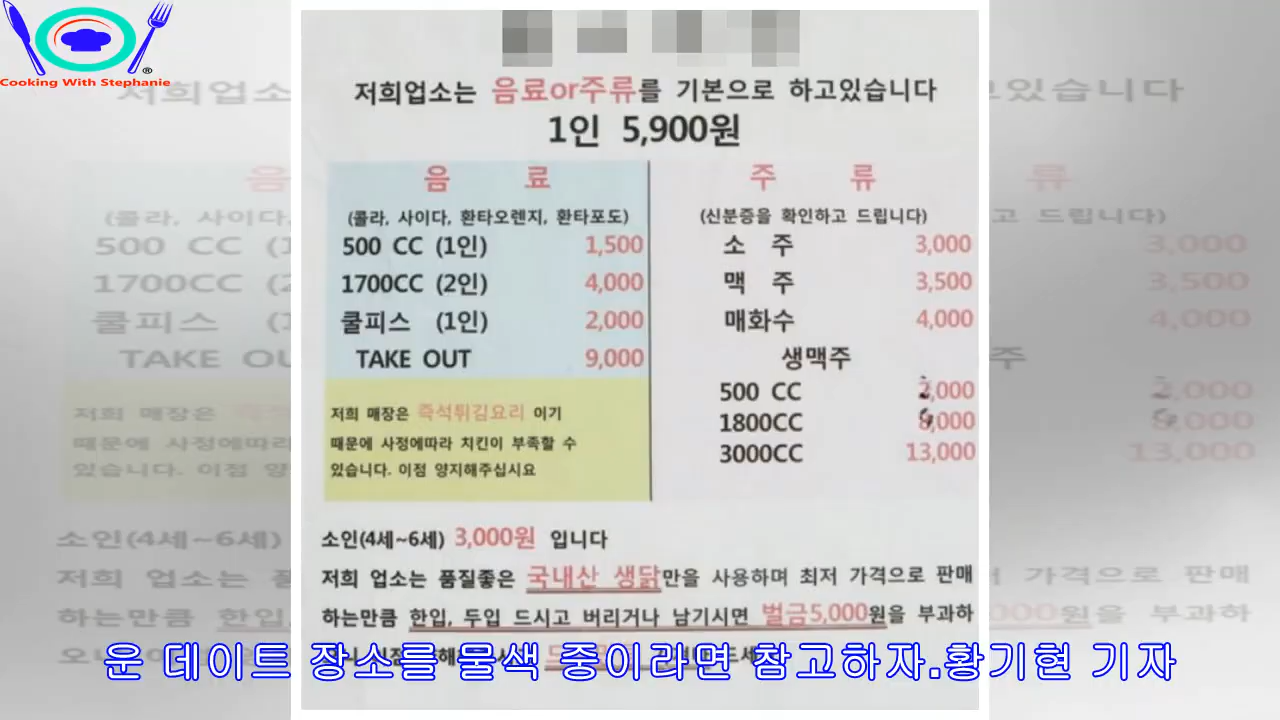 Cooking With Stephanie
저희업소는 음료or주류를 기본으로 하고있습니다
1인 5,900원
음 료
(콜라, 사이다, 환타오렌지, 환타포도)
500 CC (1인) 1,500
1700CC (2인) 4,000
쿨피스 (1인) 2,000
TAKE OUT 9,000
저희 매장은 즉석튀김요리 이기
때문에 사정에따라 치킨이 부족할 수
있습니다. 이점 양지해주십시요
주 류
(신분증을 확인하고 드립니다)
소 주 3,000
맥 주 3,500
매화수 4,000
생맥주
500 CC ,000
1800CC ,000
3000CC 13,000
소인(4세~6세) 3,000원 입니다
저희 업소는 품질좋은 국내산 생닭만을 사용하며 최저 가격으로 판매
하는만큼 한입, 두입 드시고 버리거나 남기시면 벌금5,000원을 부과하
운 데이트 장소를 물색 중이라면 참고하자.황기현 기자